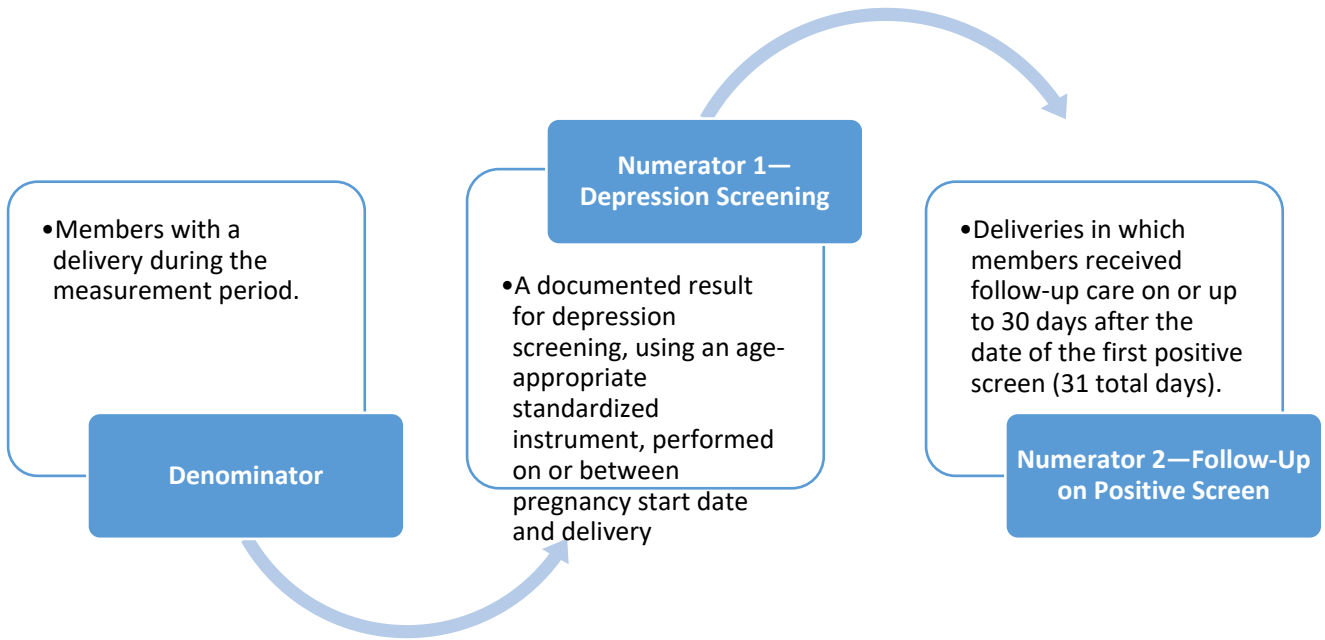 •Members with a
delivery during the
measurement period.
Denominator
Numerator 1—
Depression Screening
•A documented result
for depression
screening, using an age-
appropriate
standardized
instrument, performed
on or between
pregnancy start date
and delivery
•Deliveries in which
members received
follow-up care on or up
to 30 days after the
date of the first positive
screen (31 total days).
Numerator 2—Follow-Up
on Positive Screen